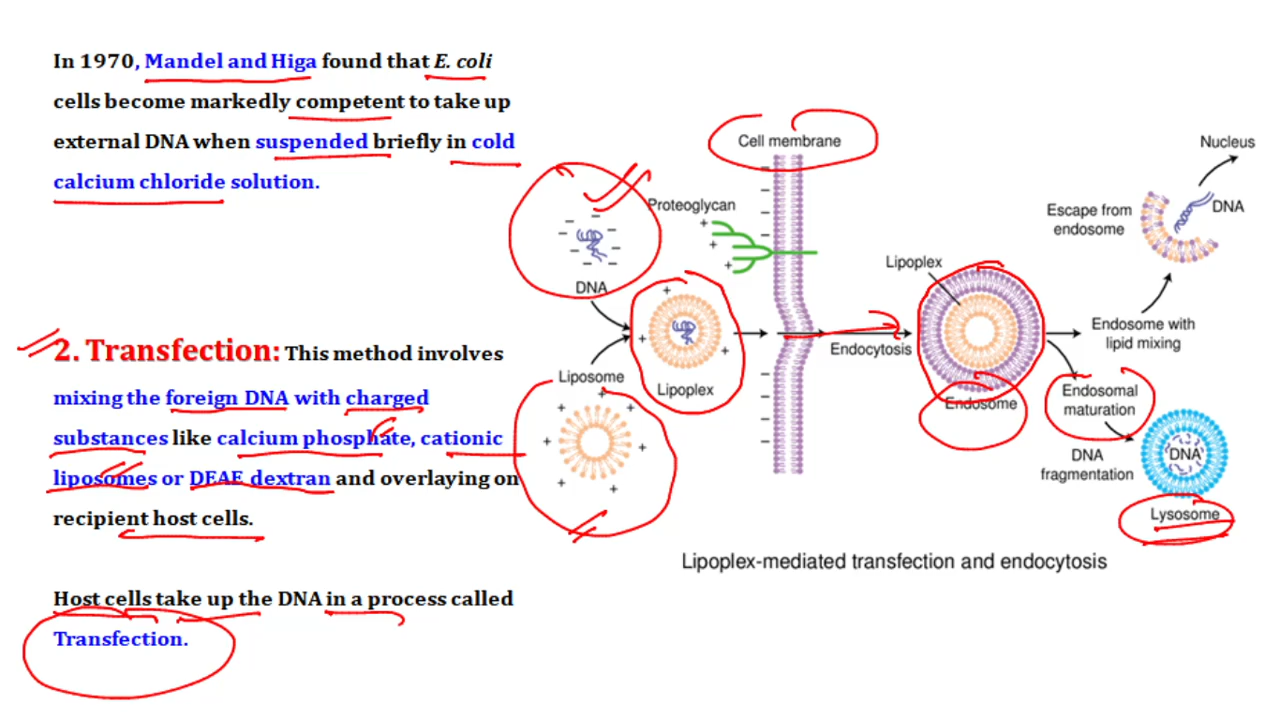 In 1970, Mandel and Higa found that E. coli
cells become markedly competent to take up
external DNA when suspended briefly in cold
calcium chloride solution.
2. Transfection: This method involves
mixing the foreign DNA with charged
substances like calcium phosphate, cationic
liposomes or DEAE dextran and overlaying on
recipient host cells.
Host cells take up the DNA in a process called
Transfection.
Cell membrane
Proteoglycan
DNA
Liposome
Lipoplex
Endocytosis
Lipoplex
Endosome
Endosome with
lipid mixing
Escape from
endosome
DNA
Nucleus
Endosomal
maturation
DNA
fragmentation
DNA
Lysosome
Lipoplex-mediated transfection and endocytosis